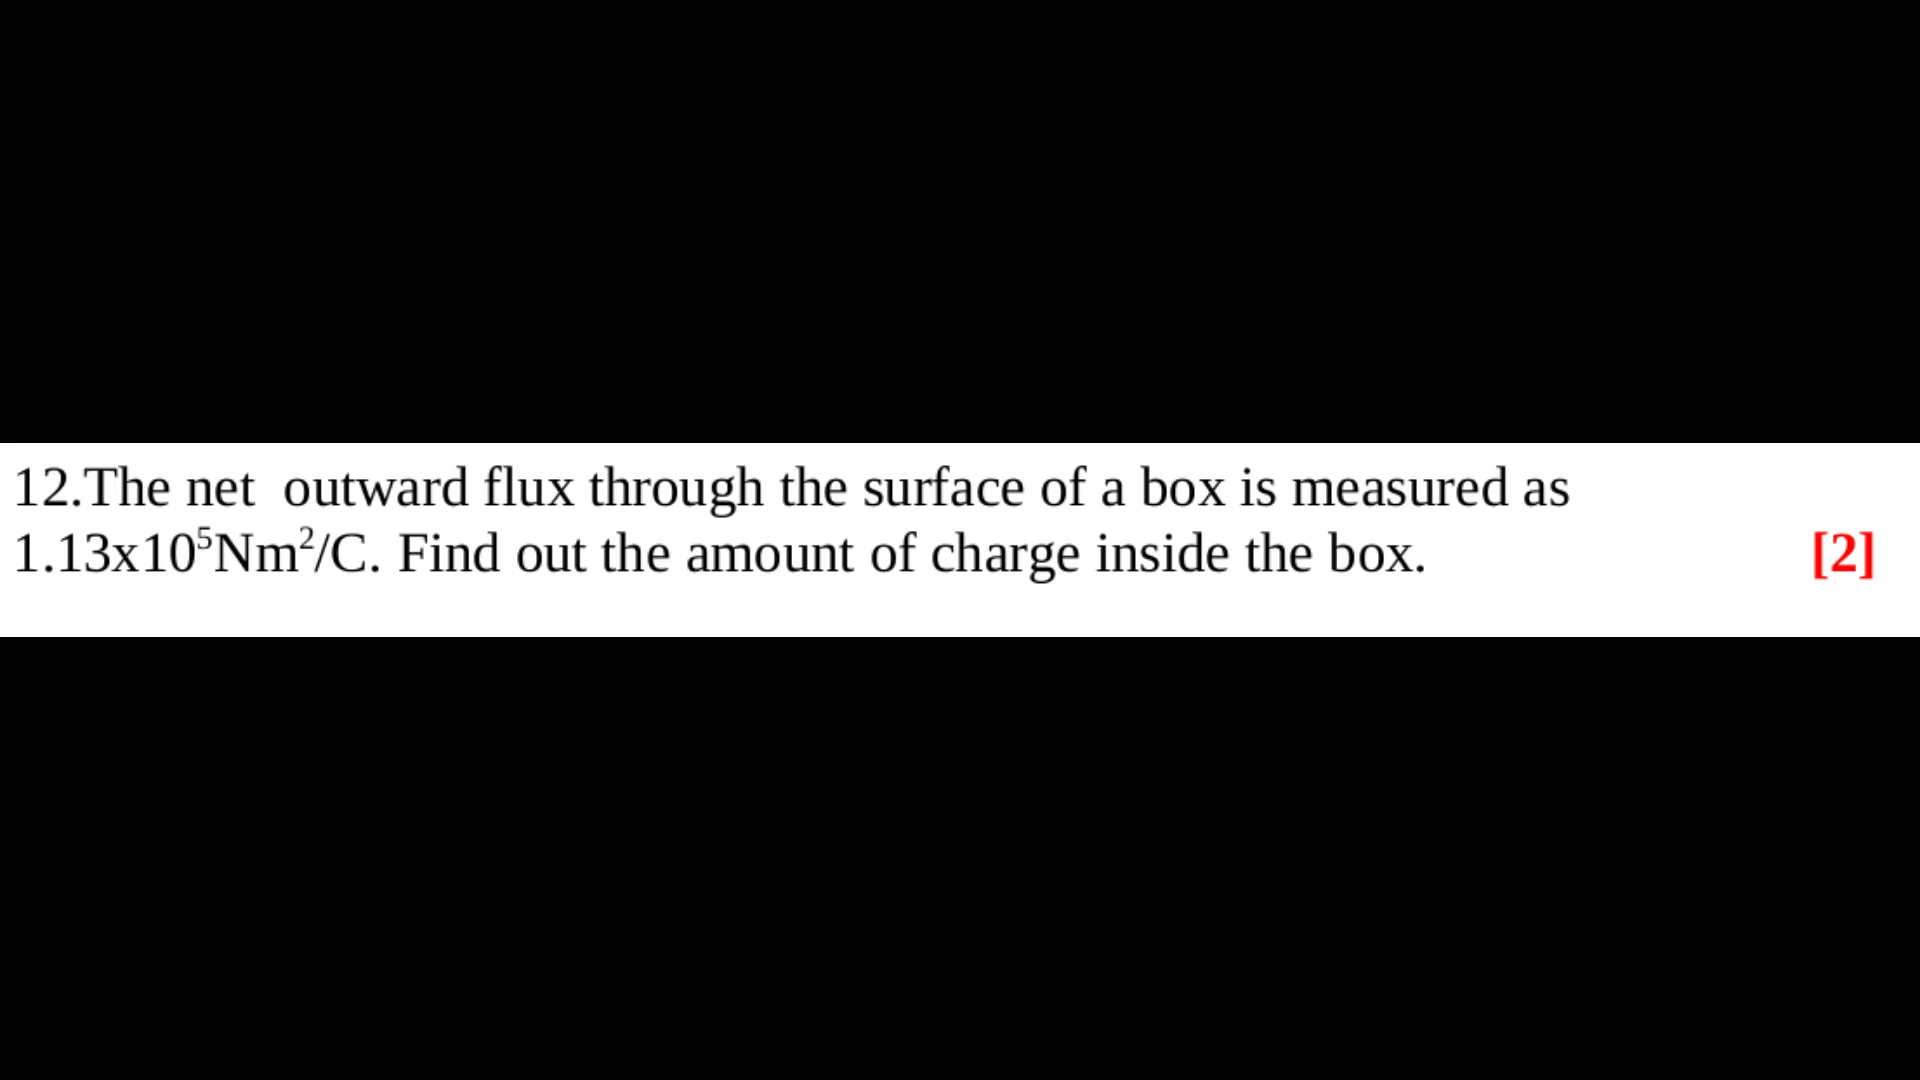 12.The net  outward flux through the surface of a box is measured as
1.13x10⁵Nm²/C. Find out the amount of charge inside the box. [2]